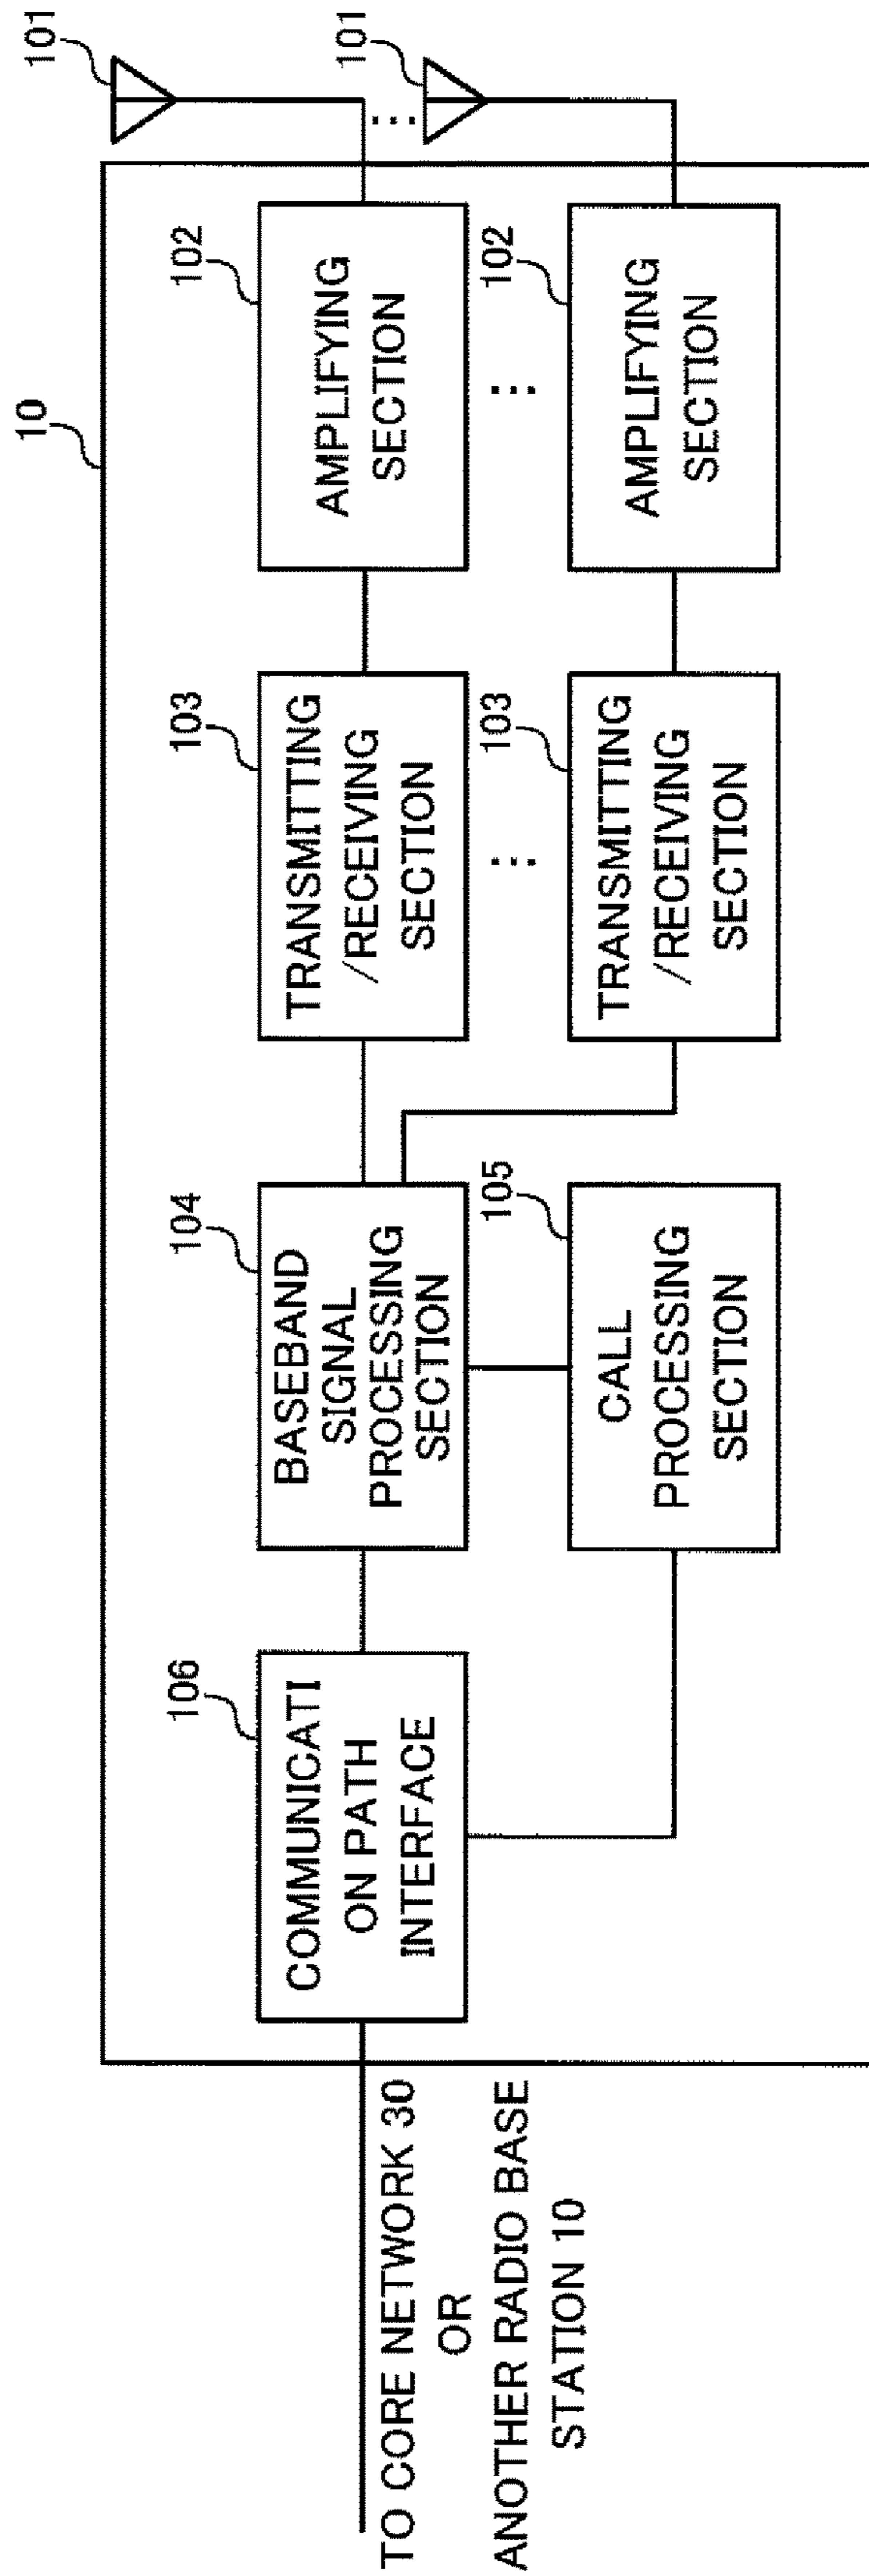 10
101
101
106
COMMUNICATI
ON PATH
INTERFACE
104
BASEBAND
SIGNAL
PROCESSING
SECTION
103
TRANSMITTING
/RECEIVING
SECTION
102
AMPLIFYING
SECTION
105
CALL
PROCESSING
SECTION
103
TRANSMITTING
/RECEIVING
SECTION
102
AMPLIFYING
SECTION
TO CORE NETWORK 30
OR
ANOTHER RADIO BASE
STATION 10